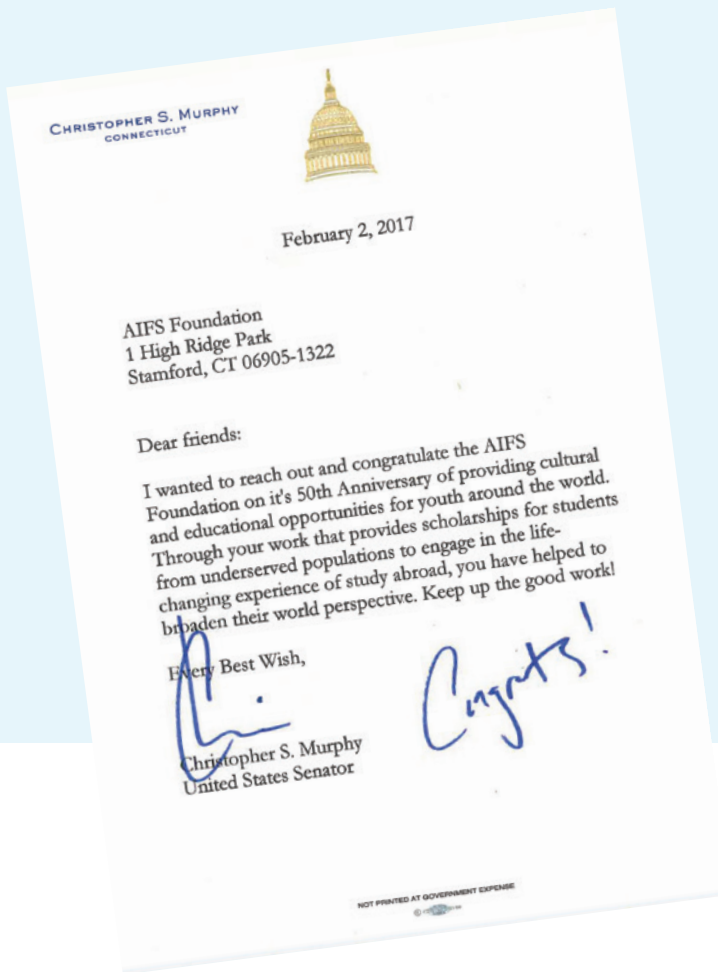 CHRISTOPHER S. MURPHY
CONNECTICUT
February 2, 2017
AIFS Foundation
1 High Ridge Park
Stamford, CT 06905-1322
Dear friends:
I wanted to reach out and congratulate the AIFS
Foundation on it's 50th Anniversary of providing cultural
and educational opportunities for youth around the world.
Through your work that provides scholarships for students
from underserved populations to engage in the life-
changing experience of study abroad, you have helped to
broaden their world perspective. Keep up the good work!
Every Best Wish,
Congrats!
Christopher S. Murphy
United States Senator
NOT PRINTED AT GOVERNMENT EXPENSE